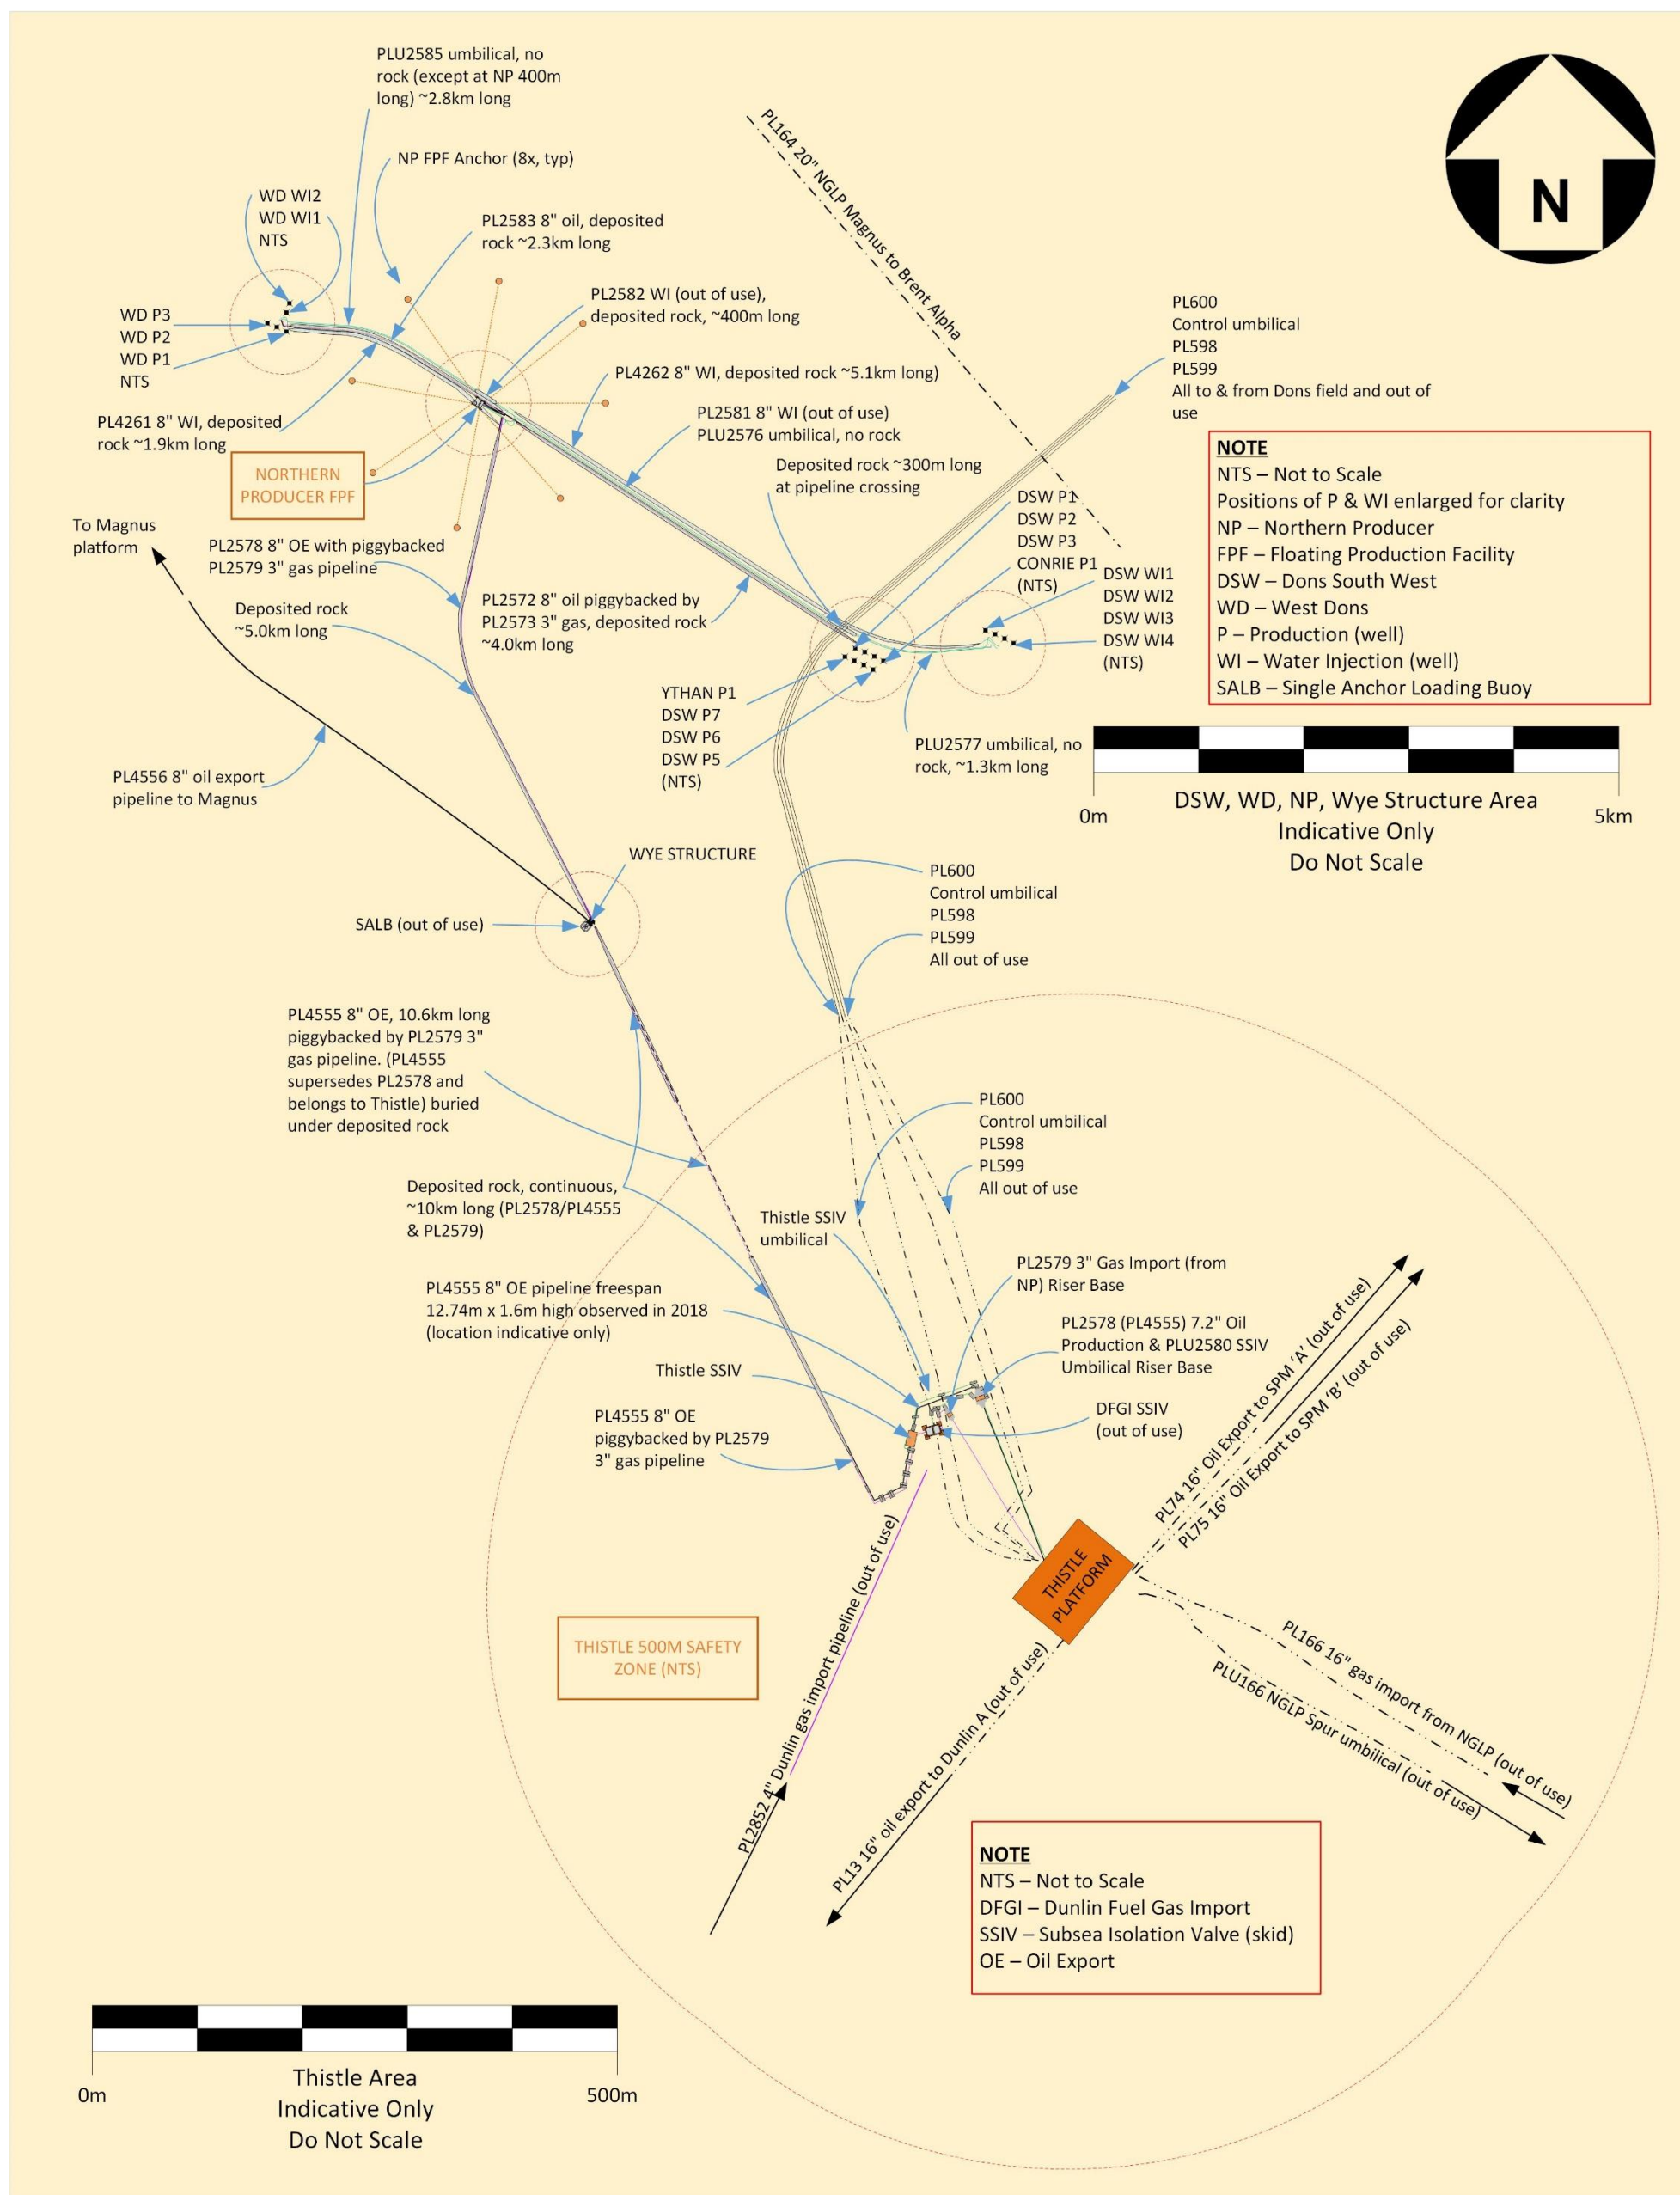 PLU2585 umbilical, no
rock (except at NP 400m
long) ~2.8km long
NP FPF Anchor (8x, typ)
WD WI2
WD WI1
NTS
PL2583 8" oil, deposited
rock ~2.3km long
PL2582 WI (out of use),
deposited rock, ~400m long
PL164 20" NGLP Magnus to Brent Alpha
N
WD P3
WD P2
WD P1
NTS
PL4262 8" WI, deposited rock ~5.1km long)
PL600
Control umbilical
PL598
PL599
All to & from Dons field and out of
use
PL4261 8" WI, deposited
rock ~1.9km long
PL2581 8" WI (out of use)
PLU2576 umbilical, no rock
NORTHERN
PRODUCER FPF
Deposited rock ~300m long
at pipeline crossing
NOTE
NTS – Not to Scale
Positions of P & WI enlarged for clarity
NP – Northern Producer
FPF – Floating Production Facility
DSW – Dons South West
WD – West Dons
P – Production (well)
WI – Water Injection (well)
SALB – Single Anchor Loading Buoy
DSW P1
DSW P2
DSW P3
CONRIE P1
(NTS)
To Magnus
platform
PL2578 8" OE with piggybacked
PL2579 3" gas pipeline
DSW WI1
DSW WI2
DSW WI3
DSW WI4
(NTS)
Deposited rock
~5.0km long
PL2572 8" oil piggybacked by
PL2573 3" gas, deposited rock
~4.0km long
YTHAN P1
DSW P7
DSW P6
DSW P5
(NTS)
PLU2577 umbilical, no
rock, ~1.3km long
PL4556 8" oil export
pipeline to Magnus
0m
5km
DSW, WD, NP, Wye Structure Area
Indicative Only
Do Not Scale
WYE STRUCTURE
SALB (out of use)
PL600
Control umbilical
PL598
PL599
All out of use
PL4555 8" OE, 10.6km long
piggybacked by PL2579 3"
gas pipeline. (PL4555
supersedes PL2578 and
belongs to Thistle) buried
under deposited rock
PL600
Control umbilical
PL598
PL599
All out of use
Deposited rock, continuous,
~10km long (PL2578/PL4555
& PL2579)
Thistle SSIV
umbilical
PL2579 3" Gas Import (from
NP) Riser Base
PL4555 8" OE pipeline freespan
12.74m x 1.6m high observed in 2018
(location indicative only)
PL2578 (PL4555) 7.2" Oil
Production & PLU2580 SSIV
Umbilical Riser Base
Thistle SSIV
DFGI SSIV
(out of use)
PL4555 8" OE
piggybacked by PL2579
3" gas pipeline
PL74 16" Oil Export to SPM ‘A’ (out of use)
PL75 16" Oil Export to SPM ‘B’ (out of use)
THISTLE
PLATFORM
THISTLE 500M SAFETY
ZONE (NTS)
PL2852 4" Dunlin gas import pipeline (out of use)
PL13 16" oil export to Dunlin A (out of use)
PL166 16" gas import from NGLP (out of use)
PLU166 NGLP Spur umbilical (out of use)
NOTE
NTS – Not to Scale
DFGI – Dunlin Fuel Gas Import
SSIV – Subsea Isolation Valve (skid)
OE – Oil Export
0m
500m
Thistle Area
Indicative Only
Do Not Scale